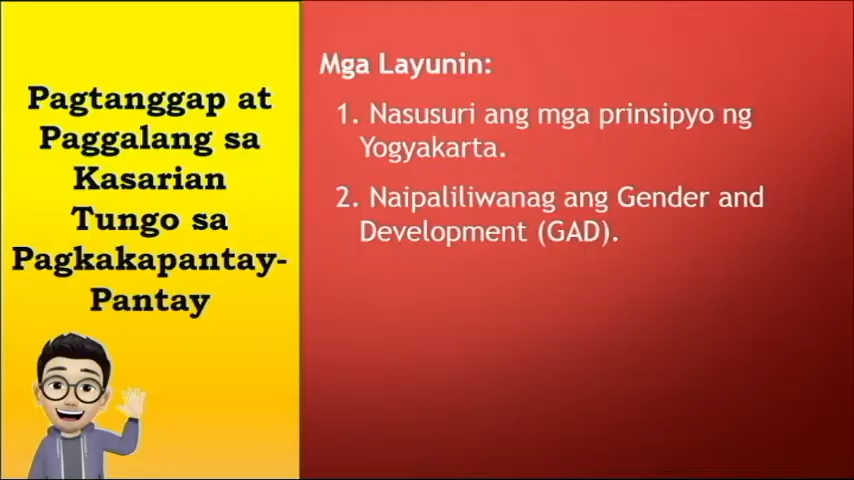 Pagtanggap at
Paggalang sa
Kasarian
Tungo sa
Pagkakapantay-
Pantay
Mga Layunin:
1. Nasusuri ang mga prinsipyo ng
Yogyakarta.
2. Naipaliliwanag ang Gender and
Development (GAD).